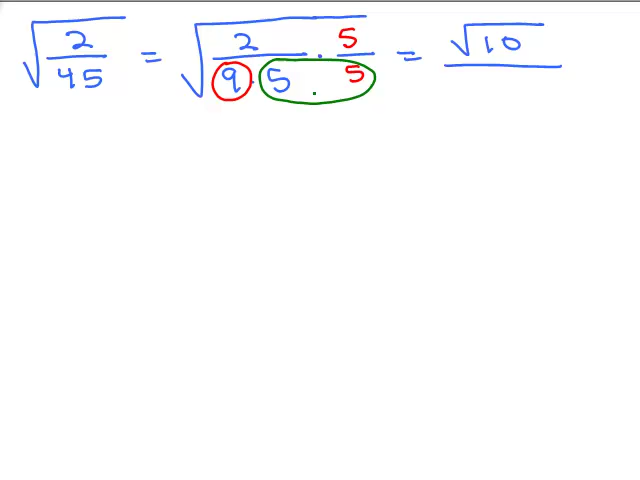 √(2/45) = √(2/(9·5) · 5/5) = √10/